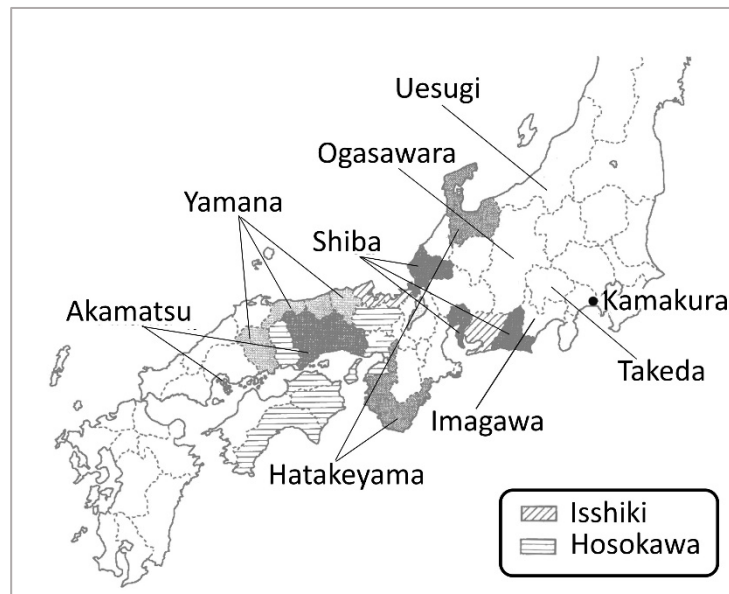 Uesugi
Ogasawara
Yamana
Shiba
Akamatsu
Kamakura
Takeda
Imagawa
Hatakeyama
Isshiki
Hosokawa